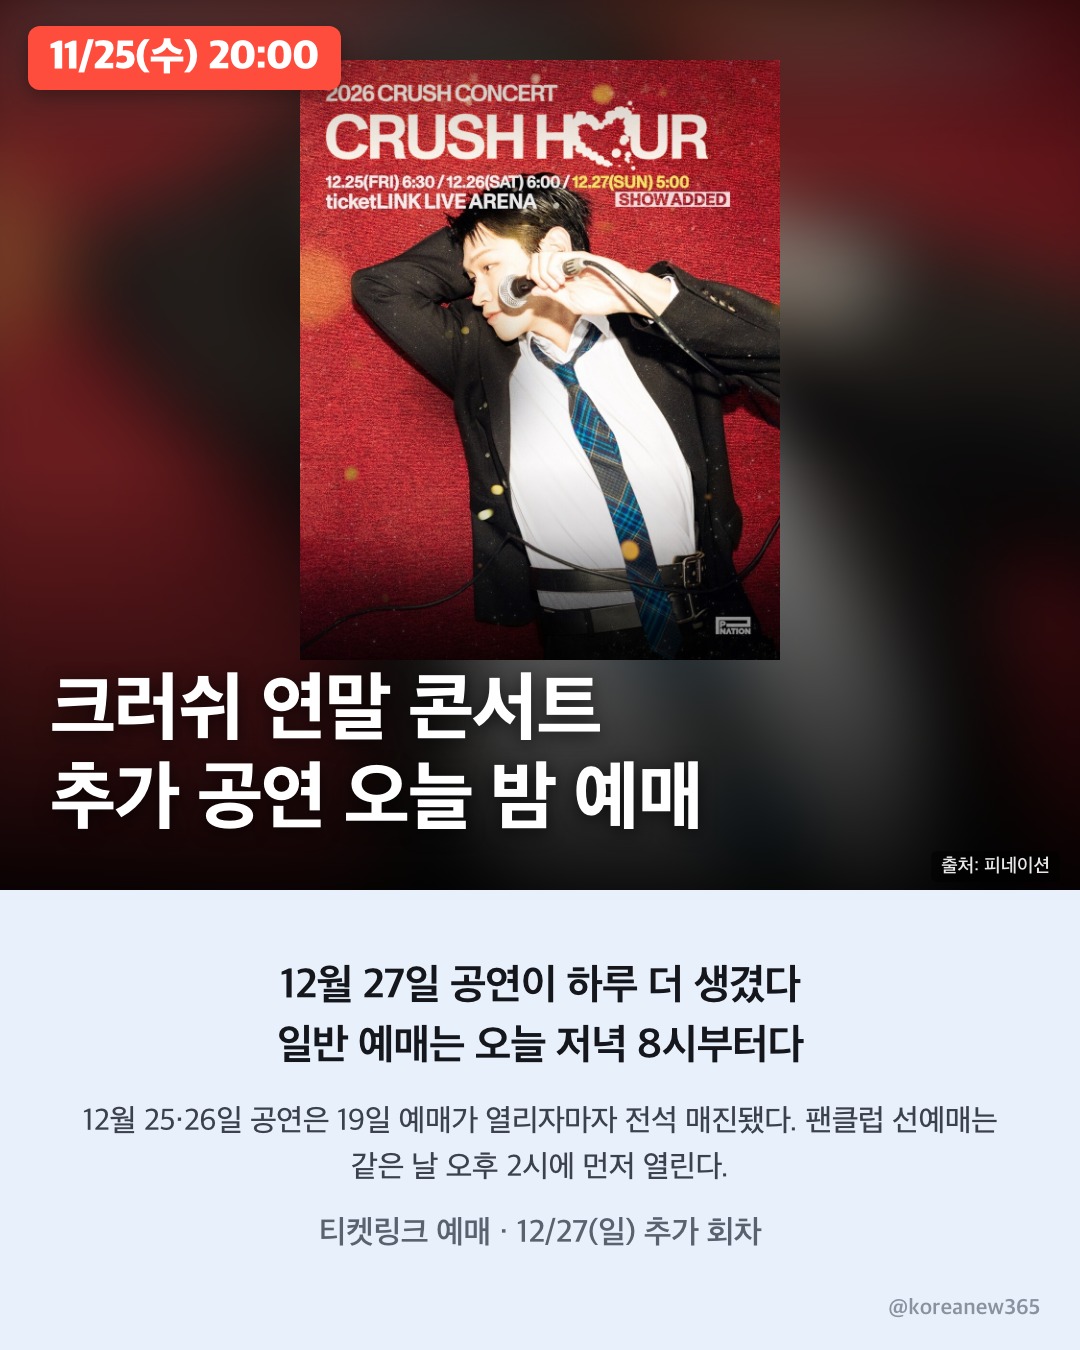 11/25(수) 20:00
2026 CRUSH CONCERT
CRUSH HOUR
12.25(FRI) 6:30 / 12.26(SAT) 6:00 / 12.27(SUN) 5:00
ticketLINK LIVE ARENA
SHOW ADDED
P NATION
크러쉬 연말 콘서트
추가 공연 오늘 밤 예매
출처: 피네이션
12월 27일 공연이 하루 더 생겼다
일반 예매는 오늘 저녁 8시부터다
12월 25·26일 공연은 19일 예매가 열리자마자 전석 매진됐다. 팬클럽 선예매는
같은 날 오후 2시에 먼저 열린다.
티켓링크 예매 · 12/27(일) 추가 회차
@koreanew365